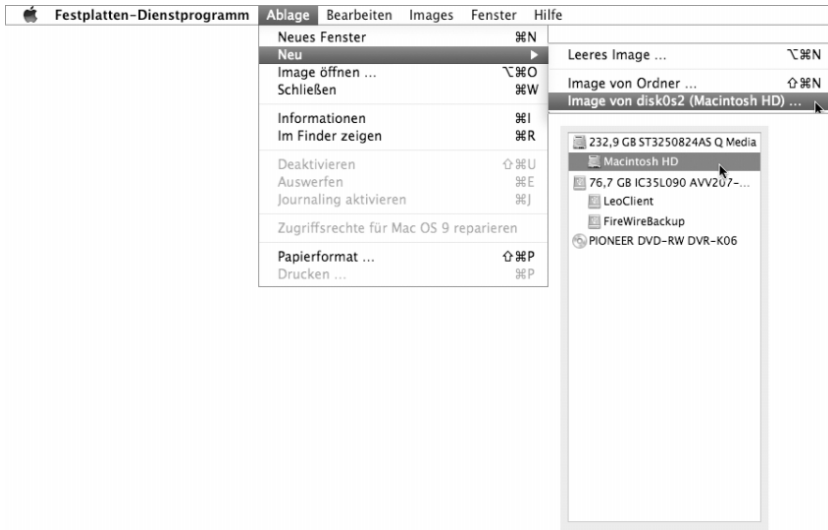 Festplatten-Dienstprogramm Ablage Bearbeiten Images Fenster Hilfe
Neues Fenster ⌘N
Neu ▶
Image öffnen ... ⌥⌘O
Schließen ⌘W
Informationen ⌘I
Im Finder zeigen ⌘R
Deaktivieren ⇧⌘U
Auswerfen ⌘E
Journaling aktivieren ⌘J
Zugriffsrechte für Mac OS 9 reparieren
Papierformat ... ⇧⌘P
Drucken ... ⌘P
Leeres Image ... ⌥⌘N
Image von Ordner ... ⇧⌘N
Image von disk0s2 (Macintosh HD) ...
232,9 GB ST3250824AS Q Media
Macintosh HD
76,7 GB IC35L090 AVV207-...
LeoClient
FireWireBackup
PIONEER DVD-RW DVR-K06